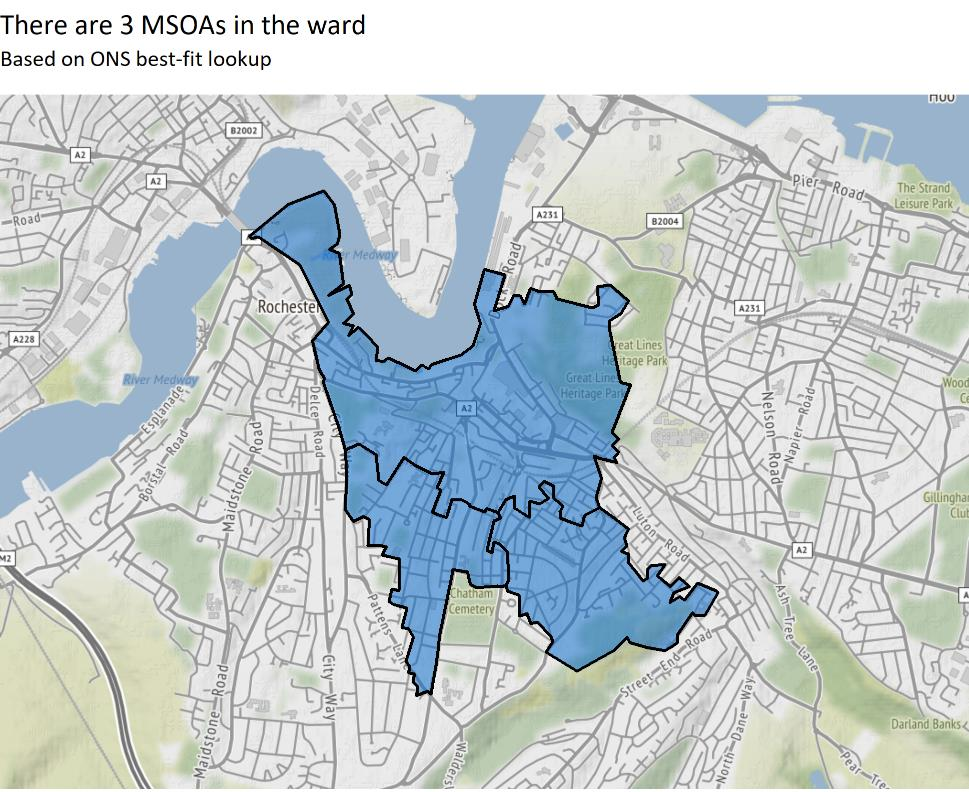 There are 3 MSOAs in the ward
Based on ONS best-fit lookup
B2002
A2
A2
Pier Road
The Strand
Leisure Park
Road
A231
B2004
River Medway
Rochester
A231
A228
Great Lines
Heritage Park
Great Lines
Heritage Park
River Medway
A2
Esplanade
Delce Road
Nelson Road
Napier Road
Borstal Road
Maidstone Road
City Way
Gillingham
Luton Road
M2
A2
Chatham
Cemetery
Ash Tree Lane
Pattens Lane
Street End Road
City Way
Maidstone Road
North Dane Way
Darland Banks